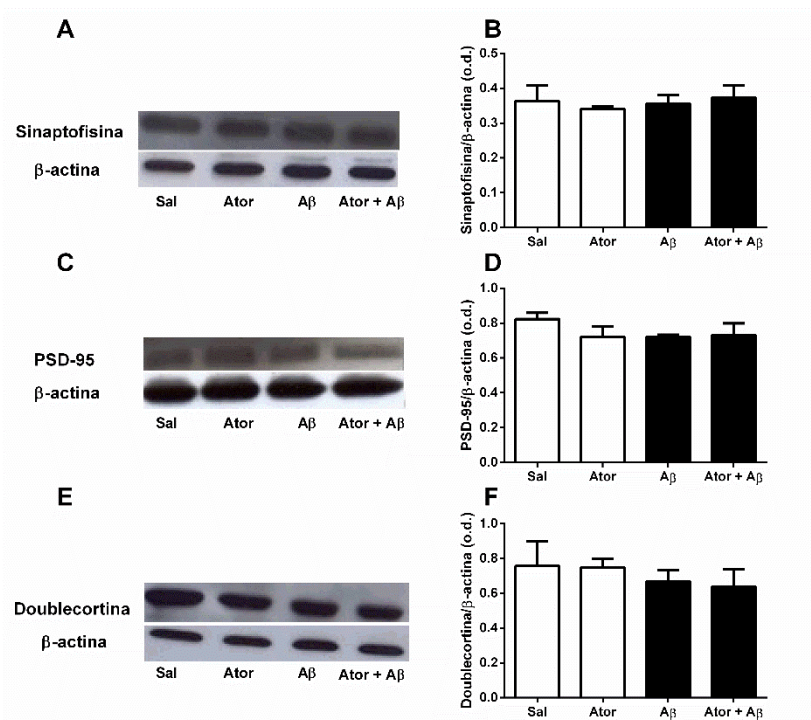 A
Sinaptofisina
β-actina
Sal Ator Aβ Ator + Aβ
B
Sinaptofisina/β-actina (o.d.)
0.5
0.4
0.3
0.2
0.1
0.0
Sal Ator Aβ Ator + Aβ
C
PSD-95
β-actina
Sal Ator Aβ Ator + Aβ
D
PSD-95/β-actina (o.d.)
1.0
0.8
0.6
0.4
0.2
0.0
Sal Ator Aβ Ator + Aβ
E
Doublecortina
β-actina
Sal Ator Aβ Ator + Aβ
F
Doublecortina/β-actina (o.d.)
1.0
0.8
0.6
0.4
0.2
0.0
Sal Ator Aβ Ator + Aβ